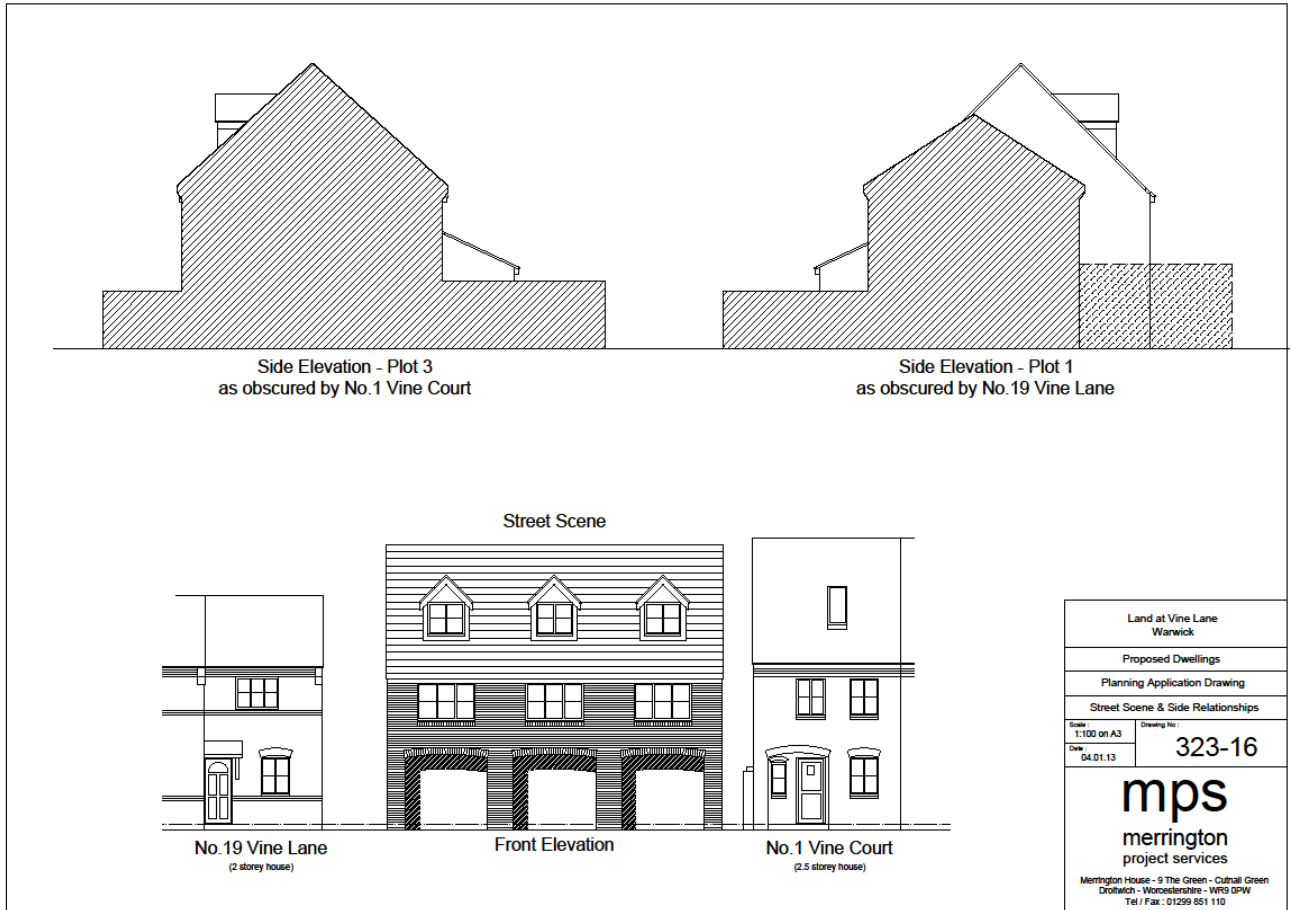 Side Elevation - Plot 3
as obscured by No.1 Vine Court
Side Elevation - Plot 1
as obscured by No.19 Vine Lane
Street Scene
No.19 Vine Lane
(2 storey house)
Front Elevation
No.1 Vine Court
(2.5 storey house)
Land at Vine Lane
Warwick
Proposed Dwellings
Planning Application Drawing
Street Scene & Side Relationships
Scale :
1:100 on A3
Date :
04.01.13
Drawing No :
323-16
mps
merrington
project services
Merrington House - 9 The Green - Cutnall Green
Droitwich - Worcestershire - WR9 0PW
Tel / Fax : 01299 851 110